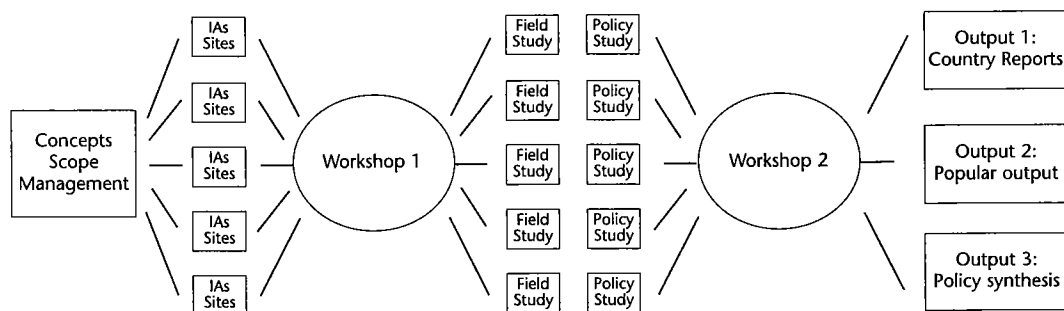 Concepts
Scope
Management
IAs
Sites
IAs
Sites
IAs
Sites
IAs
Sites
IAs
Sites
Workshop 1
Field
Study
Field
Study
Field
Study
Field
Study
Field
Study
Policy
Study
Policy
Study
Policy
Study
Policy
Study
Policy
Study
Workshop 2
Output 1:
Country Reports
Output 2:
Popular output
Output 3:
Policy synthesis